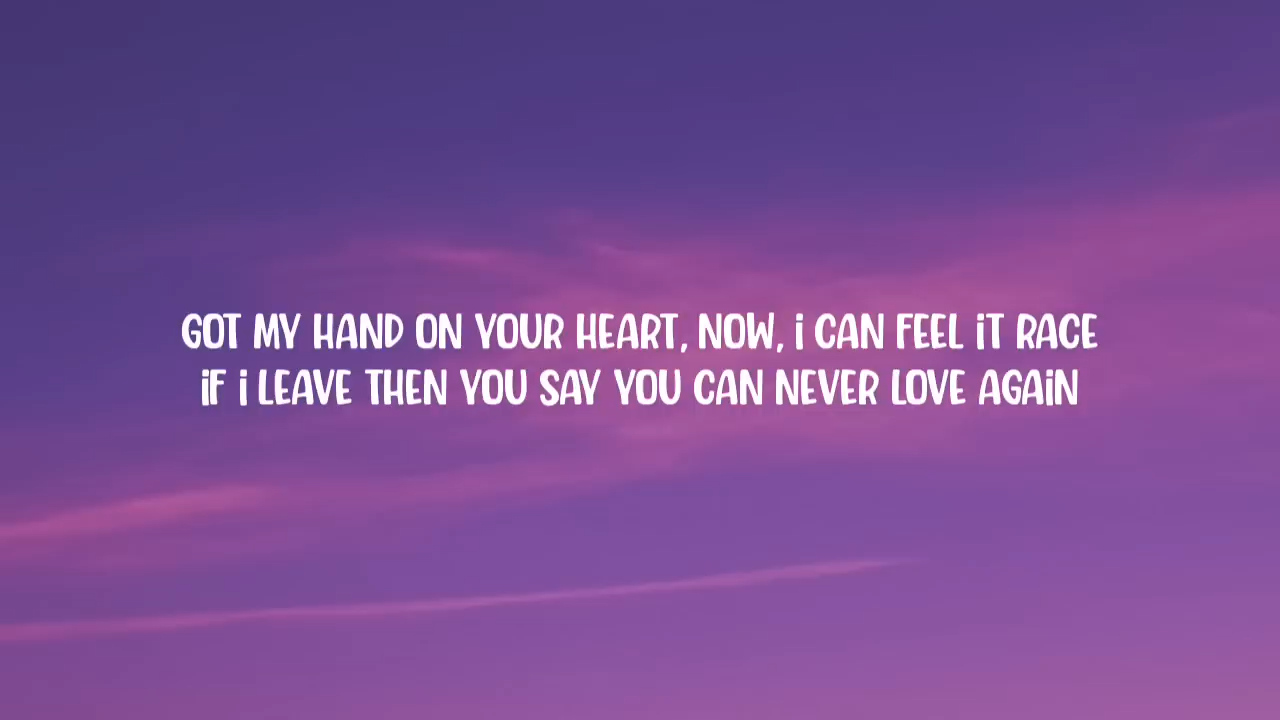 GOT MY HAND ON YOUR HEART, NOW, i CAN FEEL iT RACE
iF i LEAVE THEN YOU SAY YOU CAN NEVER LOVE AGAiN